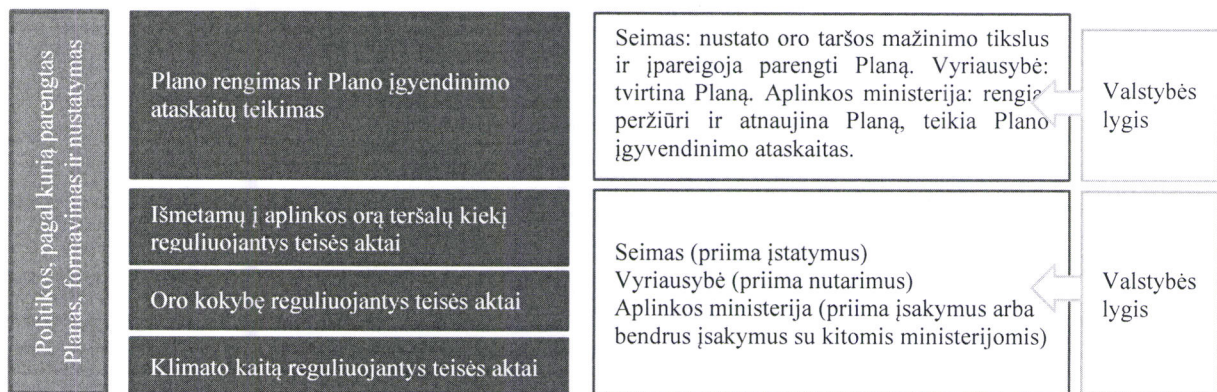 Politikos, pagal kurią parengtas
Planas, formavimas ir nustatymas
Plano rengimas ir Plano įgyvendinimo
ataskaitų teikimas
Seimas: nustato oro taršos mažinimo tikslus
ir įpareigoja parengti Planą. Vyriausybė:
tvirtina Planą. Aplinkos ministerija: rengia,
peržiūri ir atnaujina Planą, teikia Plano
įgyvendinimo ataskaitas.
Valstybės
lygis
Išmetamų į aplinkos orą teršalų kiekį
reguliuojantys teisės aktai
Oro kokybę reguliuojantys teisės aktai
Klimato kaitą reguliuojantys teisės aktai
Seimas (priima įstatymus)
Vyriausybė (priima nutarimus)
Aplinkos ministerija (priima įsakymus arba
bendrus įsakymus su kitomis ministerijomis)
Valstybės
lygis